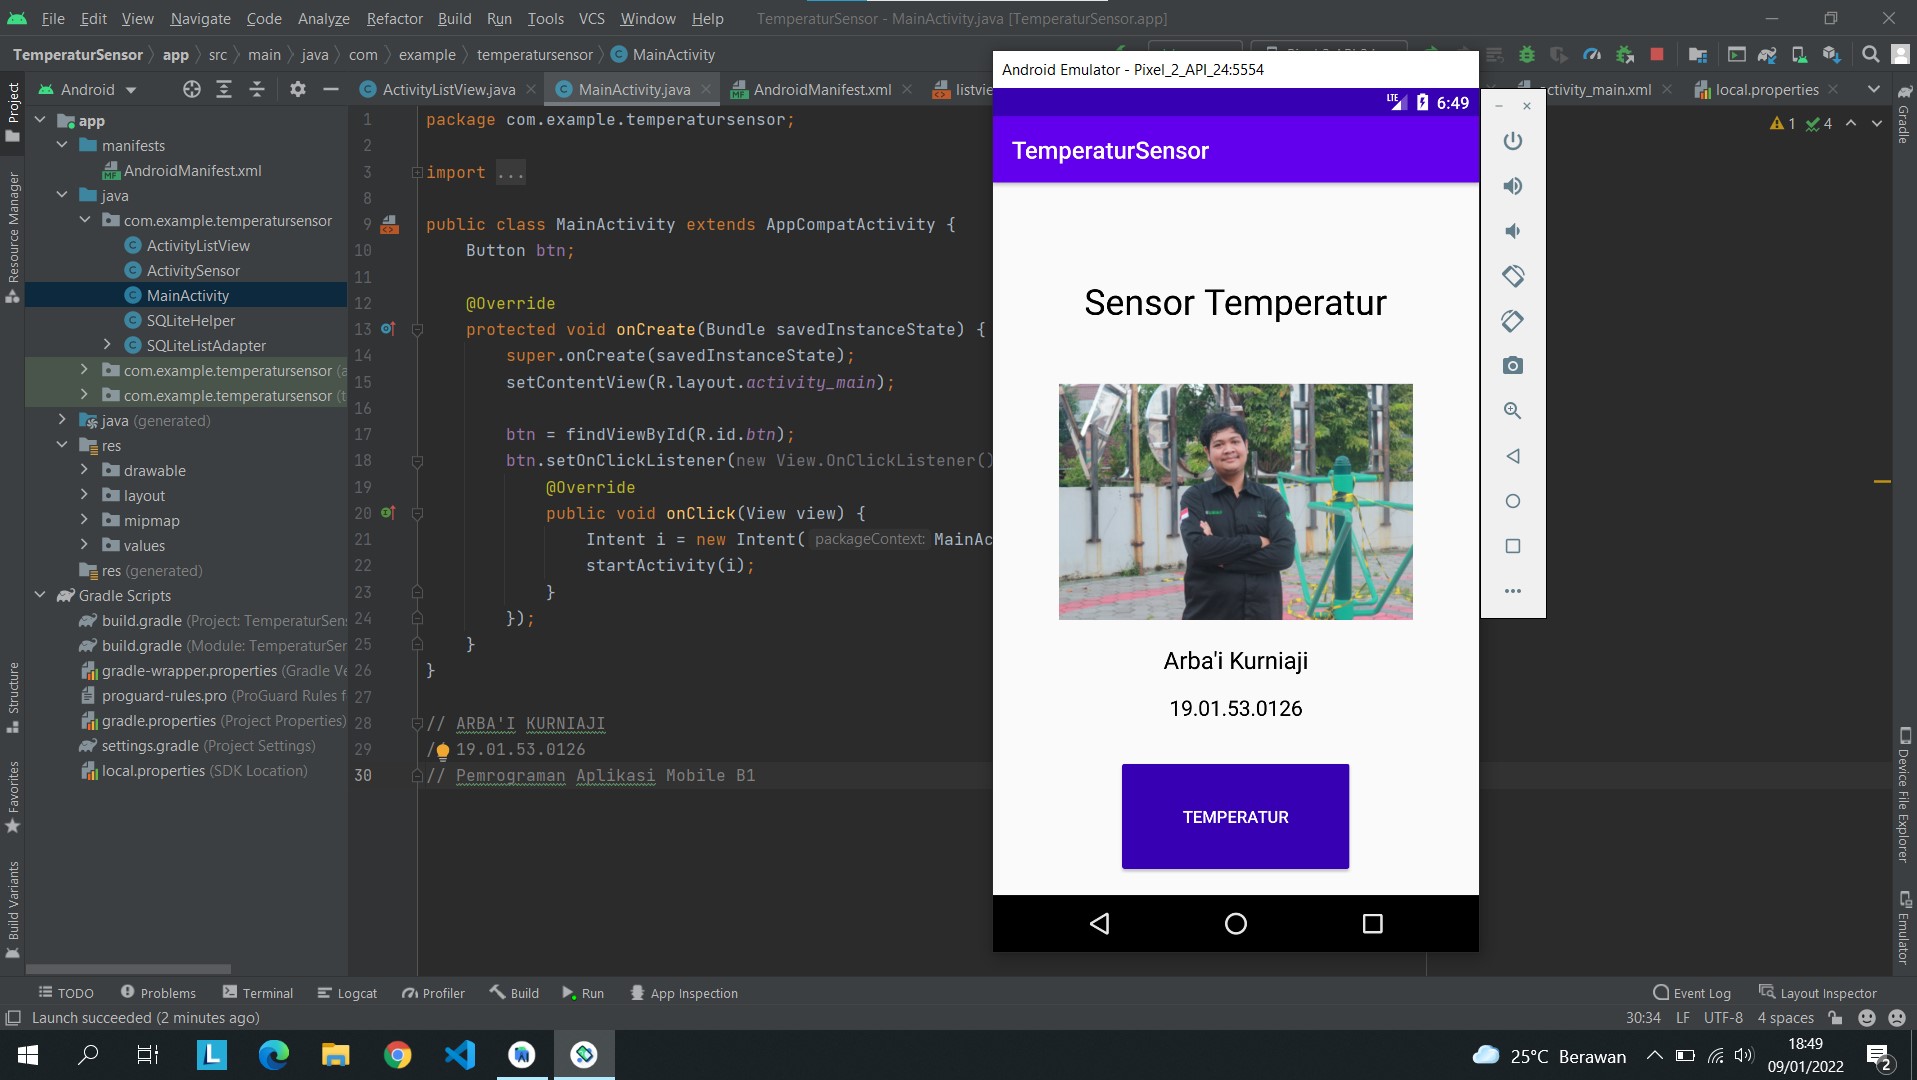 File Edit View Navigate Code Analyze Refactor Build Run Tools VCS Window Help TemperaturSensor - MainActivity.java [TemperaturSensor.app]
TemperaturSensor app src main java com example temperatursensor MainActivity
Android
ActivityListView.java MainActivity.java AndroidManifest.xml listvie ctivity_main.xml local.properties
Project
Resource Manager
Structure
Favorites
Build Variants
app
manifests
AndroidManifest.xml
java
com.example.temperatursensor
ActivityListView
ActivitySensor
MainActivity
SQLiteHelper
SQLiteListAdapter
com.example.temperatursensor (a
com.example.temperatursensor (t
java (generated)
res
drawable
layout
mipmap
values
res (generated)
Gradle Scripts
build.gradle (Project: TemperaturSens
build.gradle (Module: TemperaturSer
gradle-wrapper.properties (Gradle Ve
proguard-rules.pro (ProGuard Rules f
gradle.properties (Project Properties)
settings.gradle (Project Settings)
local.properties (SDK Location)
1 package com.example.temperatursensor;
2
3 import ...
8
9 public class MainActivity extends AppCompatActivity {
10 Button btn;
11
12 @Override
13 protected void onCreate(Bundle savedInstanceState) {
14 super.onCreate(savedInstanceState);
15 setContentView(R.layout.activity_main);
16
17 btn = findViewById(R.id.btn);
18 btn.setOnClickListener(new View.OnClickListener()
19 @Override
20 public void onClick(View view) {
21 Intent i = new Intent( packageContext: MainAc
22 startActivity(i);
23 }
24 });
25 }
26 }
27
28 // ARBA'I KURNIAJI
29 / 19.01.53.0126
30 // Pemrograman Aplikasi Mobile B1
1 4
Android Emulator - Pixel_2_API_24:5554
LTE 6:49
TemperaturSensor
Sensor Temperatur
Arba'i Kurniaji
19.01.53.0126
TEMPERATUR
Gradle
Device File Explorer
Emulator
TODO Problems Terminal Logcat Profiler Build Run App Inspection Event Log Layout Inspector
Launch succeeded (2 minutes ago) 30:34 LF UTF-8 4 spaces
L
25°C Berawan
18:49
09/01/2022
2